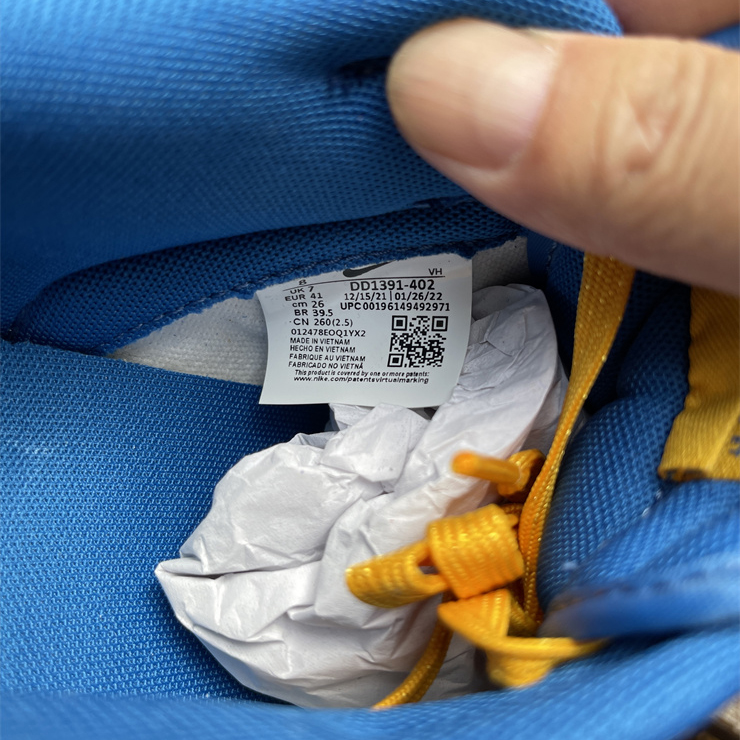 8 VH
UK 7 DD1391-402
EUR 41 12/15/21 | 01/26/22
cm 26 UPC00196149492971
BR 39.5
CN 260(2.5)
012478EOQ1YX2
MADE IN VIETNAM
HECHO EN VIETNAM
FABRIQUE AU VIETNAM
FABRICADO NO VIETNÃ
This product is covered by one or more patents:
www.nike.com/patentsvirtualmarking